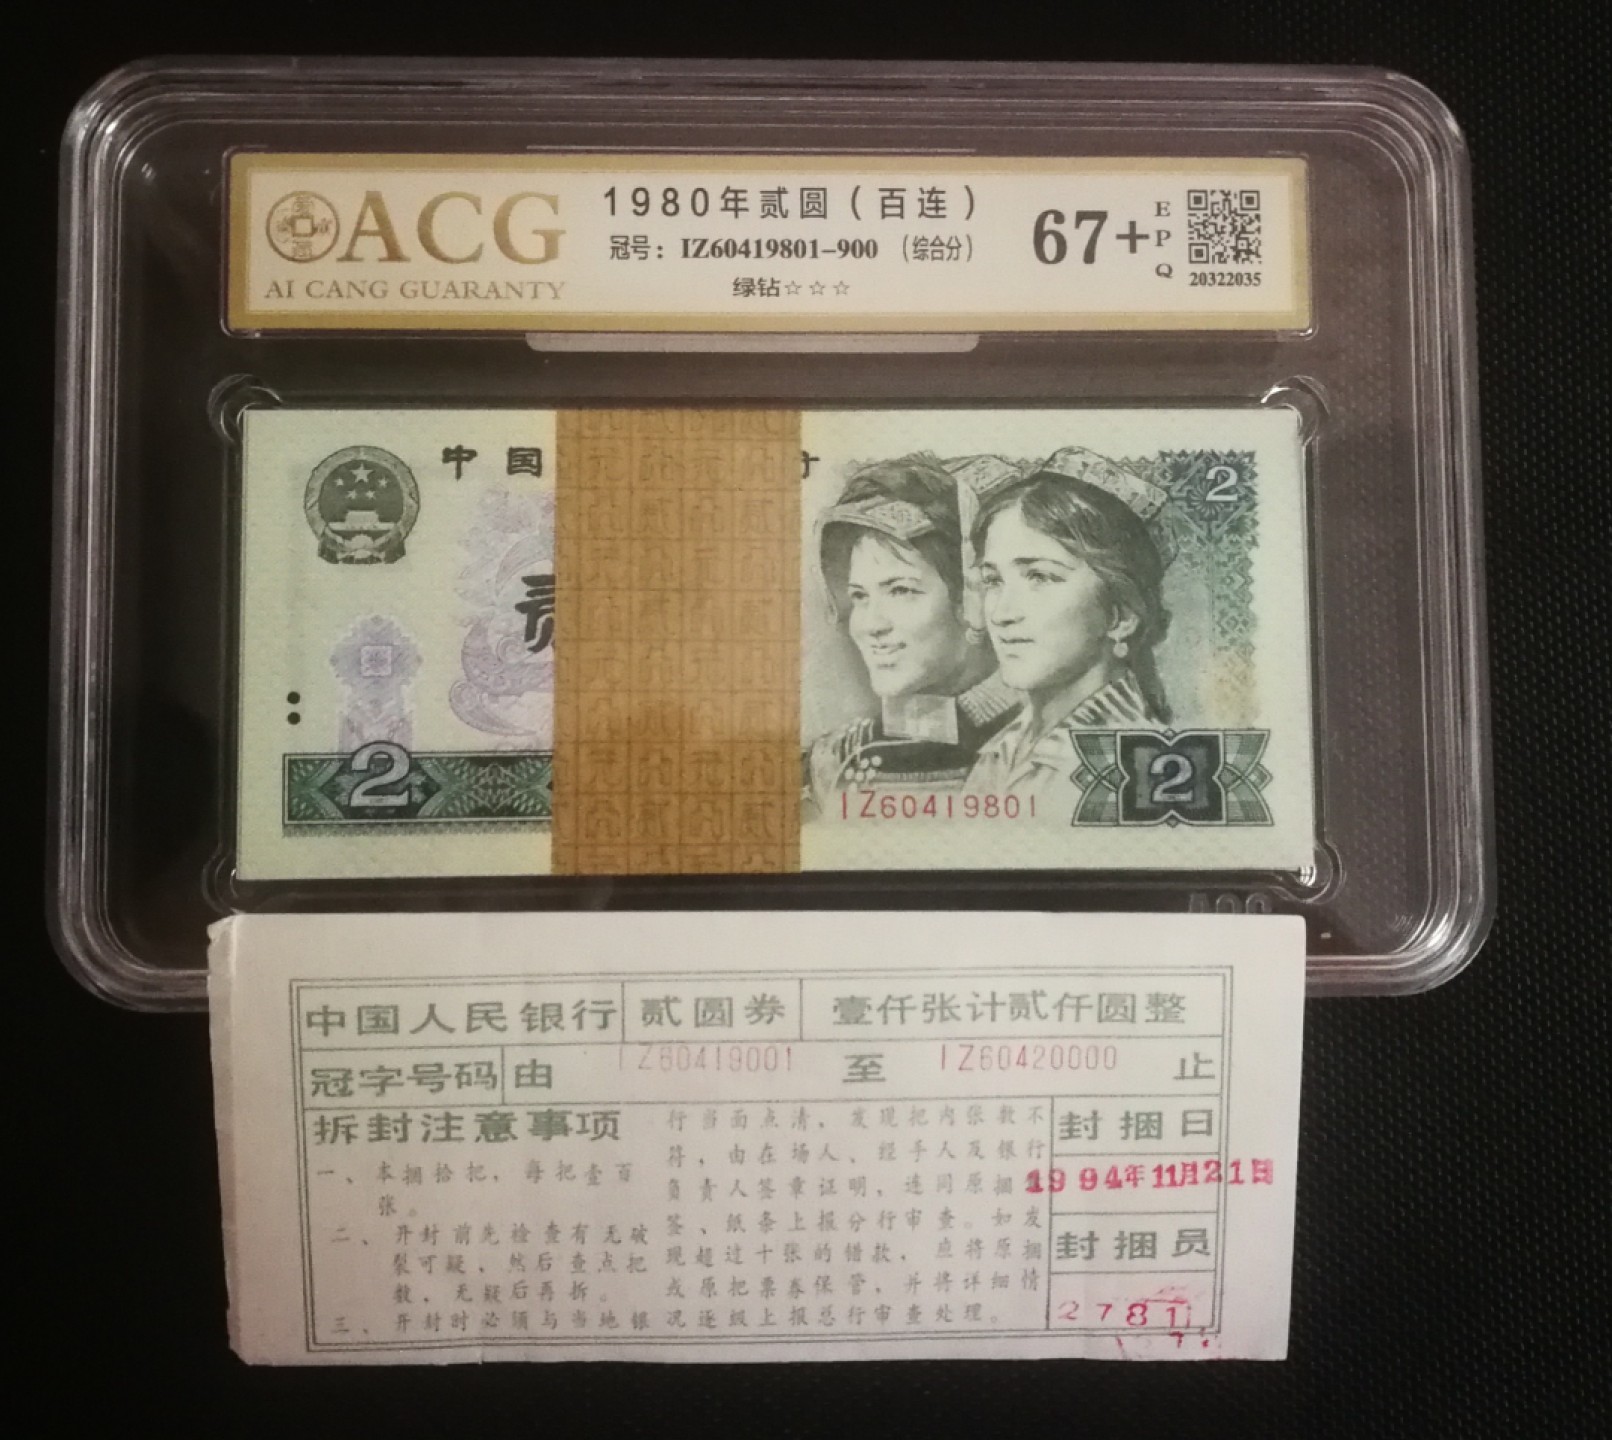 ACG
AI CANG GUARANTY
1980年贰圆（百连）
冠号：IZ60419801-900 （综合分）
绿钻☆☆☆
67+
EPQ
20322035
中国
2
2
2
IZ60419801
中国人民银行 贰圆券 壹仟张计贰仟圆整
冠字号码 由 IZ60419001 至 IZ60420000 止
拆封注意事项
一、本捆拾把，每把壹百
张。
二、开封前先检查有无破
裂可疑，然后查点把
数，无疑后再拆。
三、开封时必须与当地银
行当面点清，发现把内张数不
符，由在场人、经手人及银行
负责人签章证明，连同原捆
签、纸条上报分行审查。如发
现超过十张的错款，应将原捆
或原把票券保管，并将详细情
况逐级上报总行审查处理。
封捆日
1994年11月21日
封捆员
2781